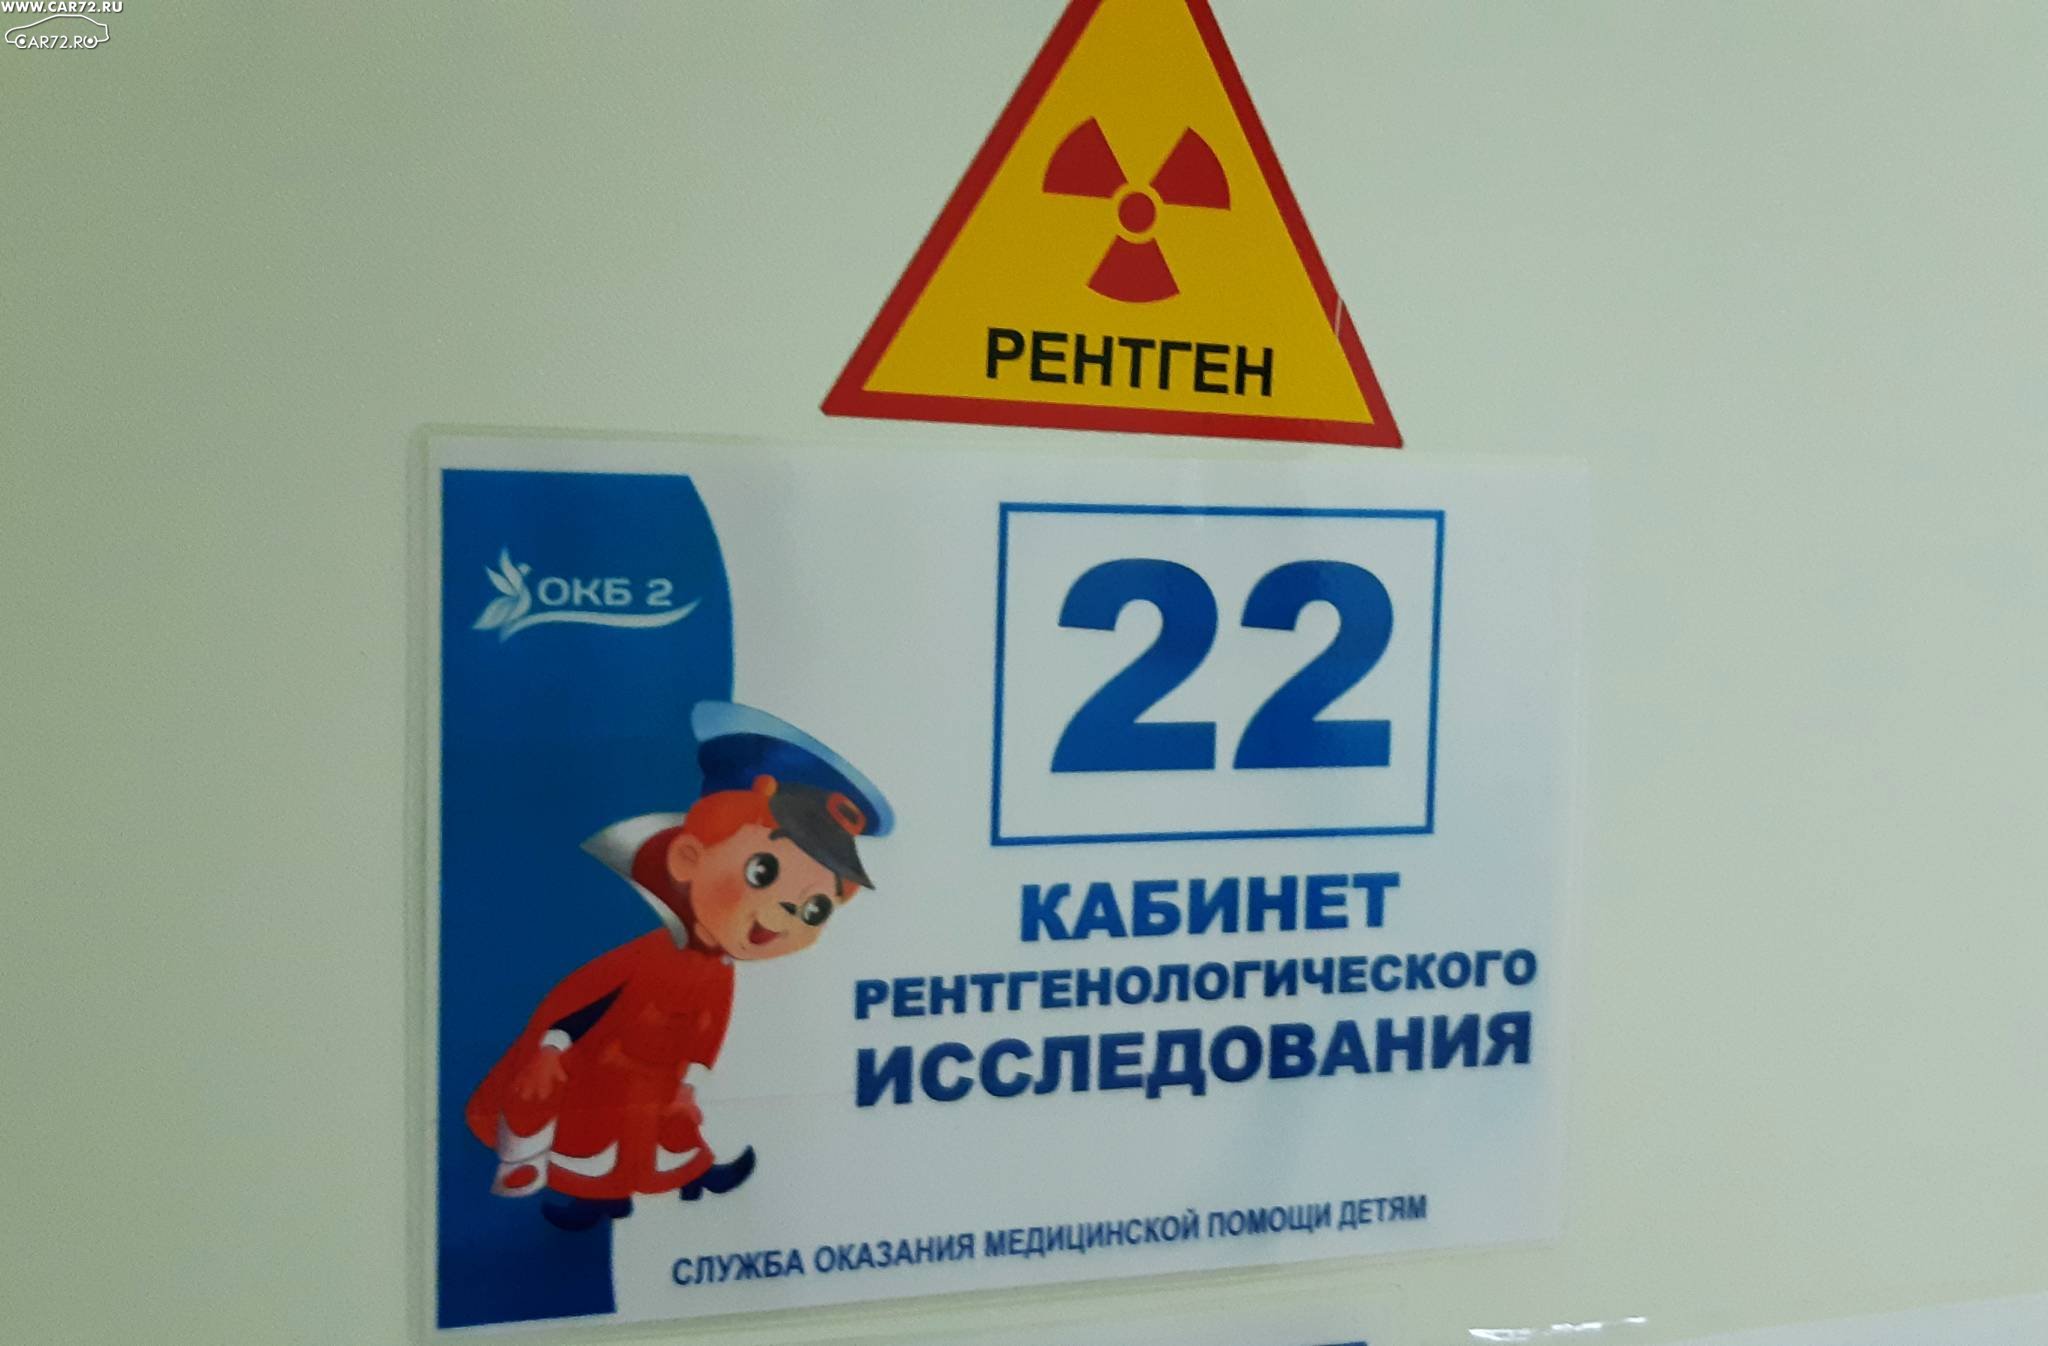 WWW.CAR72.RU
CAR72.RU
РЕНТГЕН
ОКБ 2
22
КАБИНЕТ
РЕНТГЕНОЛОГИЧЕСКОГО
ИССЛЕДОВАНИЯ
СЛУЖБА ОКАЗАНИЯ МЕДИЦИНСКОЙ ПОМОЩИ ДЕТЯМ